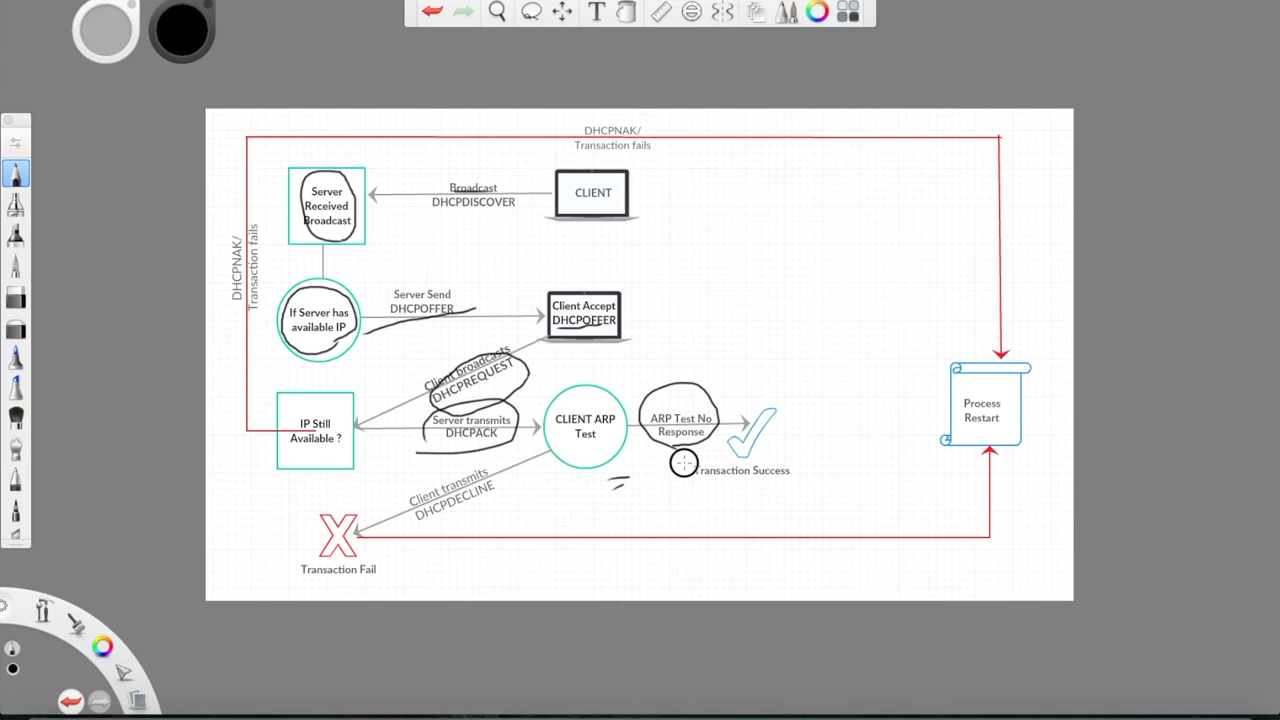 DHCPNAK/
Transaction fails
Server
Received
Broadcast
Broadcast
DHCPDISCOVER
CLIENT
DHCPNAK/
Transaction fails
If Server has
available IP
Server Send
DHCPOFFER
Client Accept
DHCPOFFER
Client broadcasts
DHCPREQUEST
IP Still
Available ?
Server transmits
DHCPACK
CLIENT ARP
Test
ARP Test No
Response
Transaction Success
Process
Restart
Client transmits
DHCPDECLINE
X
Transaction Fail
T